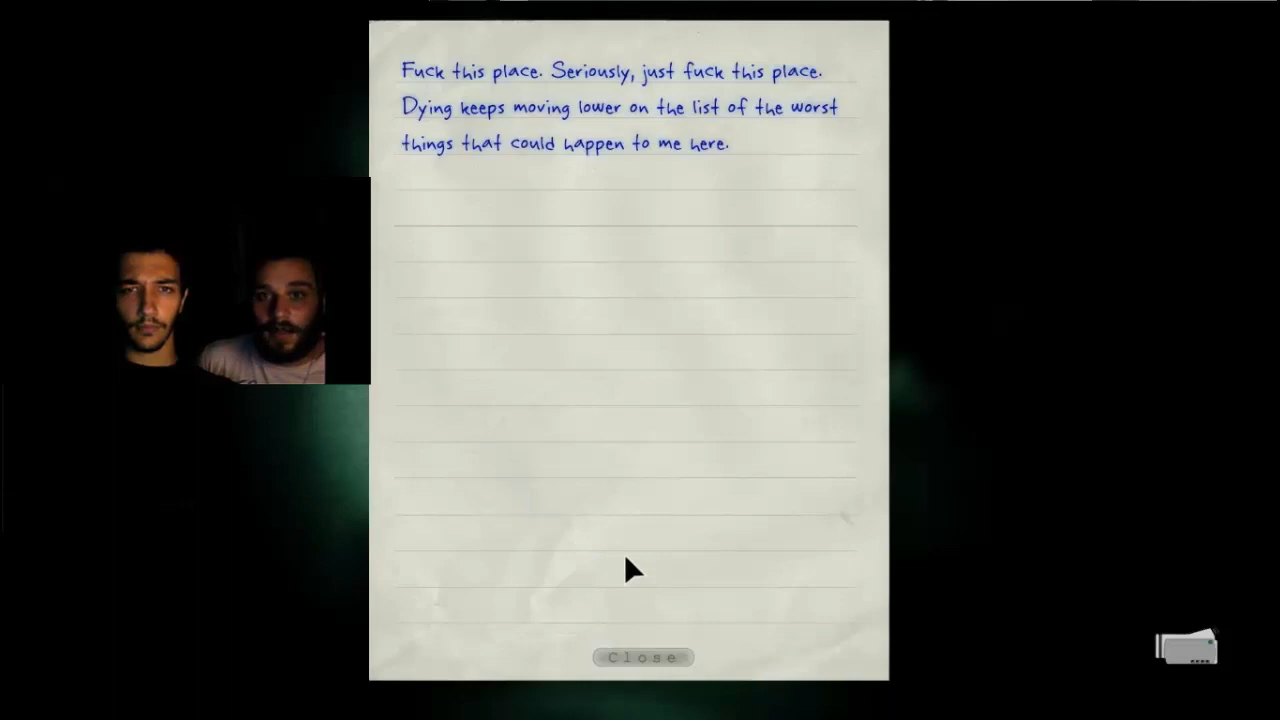 Fuck this place. Seriously, just fuck this place.
Dying keeps moving lower on the list of the worst
things that could happen to me here.
Close